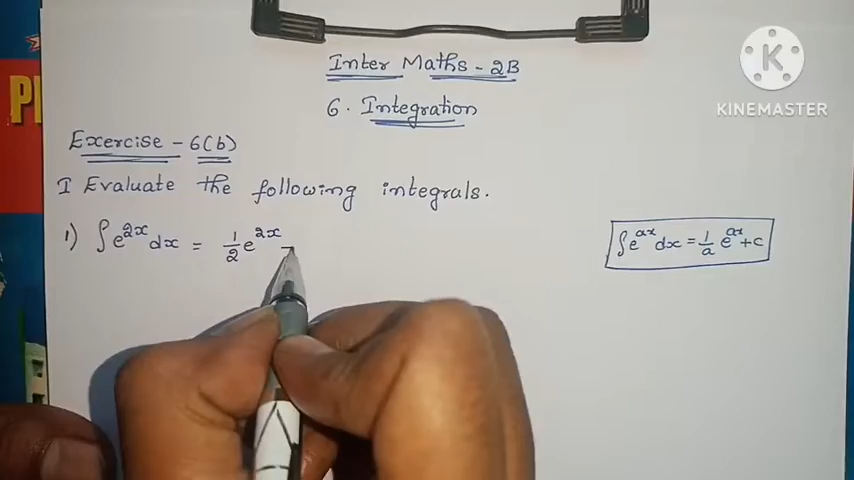 Inter Maths - 2B
6. Integration
K
KINEMASTER
Exercise - 6(b)
I Evaluate the following integrals.
1) ∫e^{2x} dx = 1/2 e^{2x}
∫e^{ax} dx = 1/a e^{ax} + c